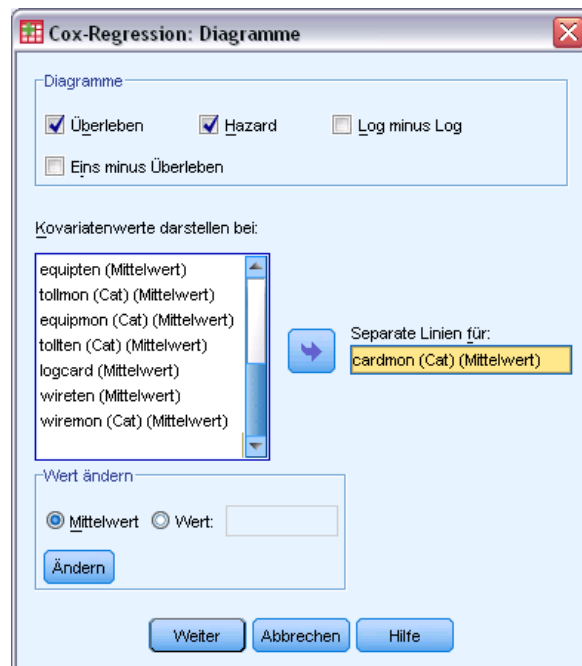 Cox-Regression: Diagramme
Diagramme
Überleben Hazard Log minus Log
Eins minus Überleben
Kovariatenwerte darstellen bei:
equipten (Mittelwert)
tollmon (Cat) (Mittelwert)
equipmon (Cat) (Mittelwert)
tollten (Cat) (Mittelwert)
logcard (Mittelwert)
wireten (Mittelwert)
wiremon (Cat) (Mittelwert)
Separate Linien für:
cardmon (Cat) (Mittelwert)
Wert ändern
Mittelwert Wert:
Ändern
Weiter Abbrechen Hilfe